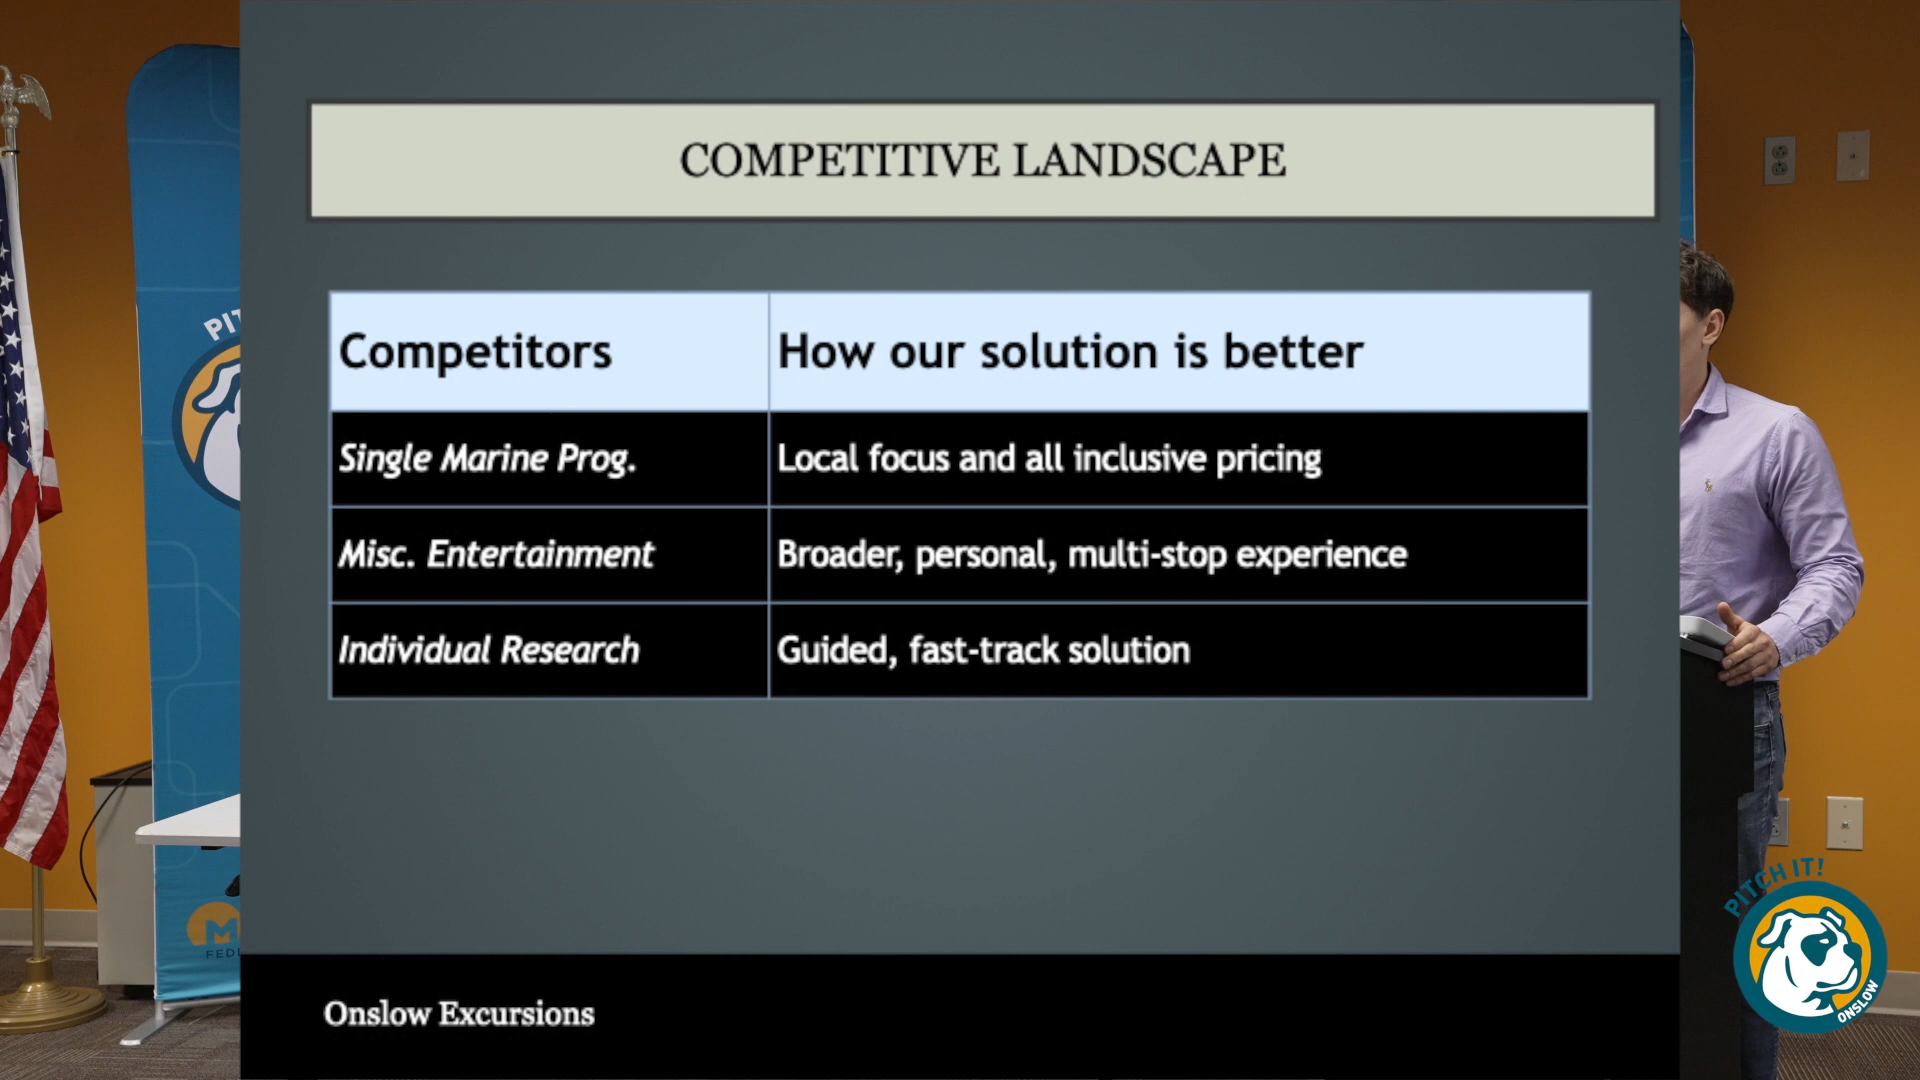 COMPETITIVE LANDSCAPE
Competitors
How our solution is better
Single Marine Prog.
Local focus and all inclusive pricing
Misc. Entertainment
Broader, personal, multi-stop experience
Individual Research
Guided, fast-track solution
Onslow Excursions
PITCH IT!
ONSLOW